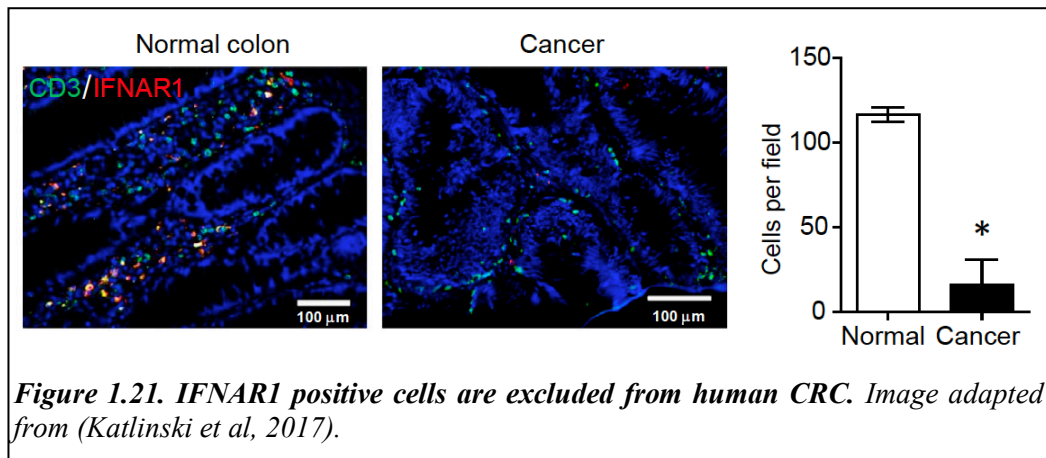 Normal colon
Cancer
CD3/IFNAR1
100 μm
100 μm
Cells per field
150
100
50
0
*
Normal Cancer
Figure 1.21. IFNAR1 positive cells are excluded from human CRC. Image adapted
from (Katlinski et al, 2017).